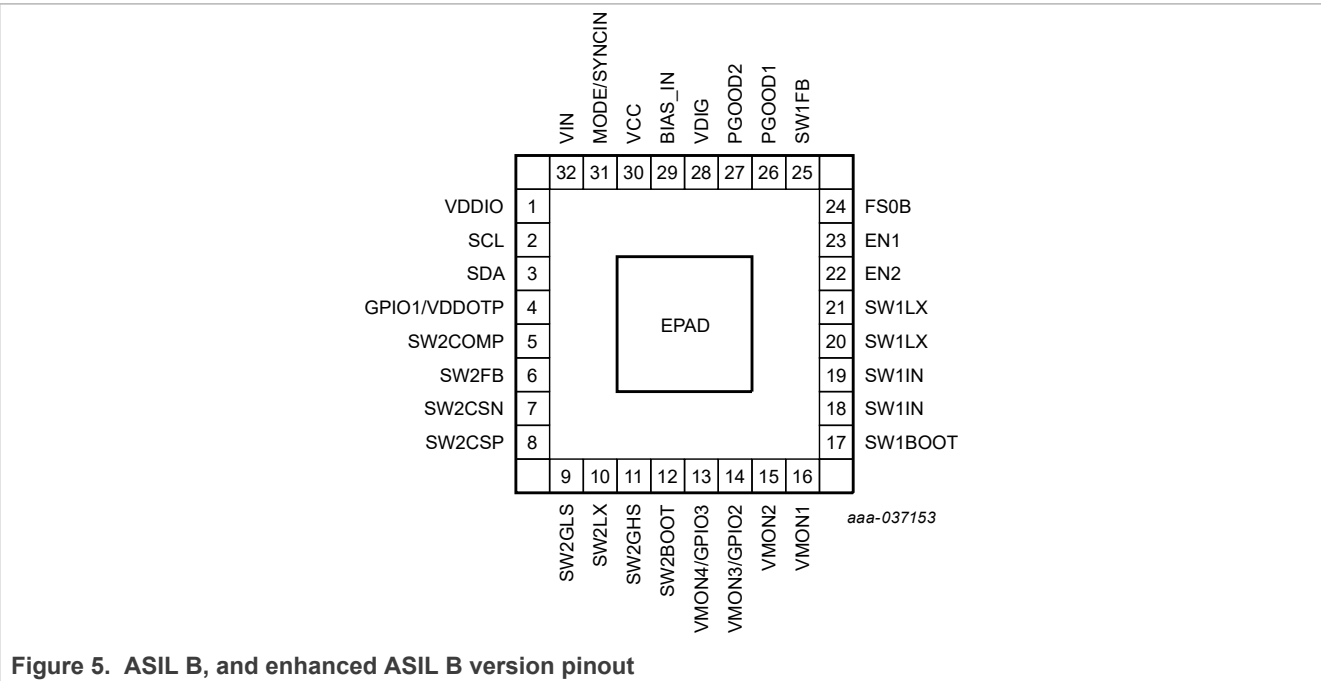 VIN
MODE/SYNCIN
VCC
BIAS_IN
VDIG
PGOOD2
PGOOD1
SW1FB
32 31 30 29 28 27 26 25
VDDIO 1
SCL 2
SDA 3
GPIO1/VDDOTP 4
SW2COMP 5
SW2FB 6
SW2CSN 7
SW2CSP 8
EPAD
24 FS0B
23 EN1
22 EN2
21 SW1LX
20 SW1LX
19 SW1IN
18 SW1IN
17 SW1BOOT
9 10 11 12 13 14 15 16
SW2GLS
SW2LX
SW2GHS
SW2BOOT
VMON4/GPIO3
VMON3/GPIO2
VMON2
VMON1
aaa-037153
Figure 5. ASIL B, and enhanced ASIL B version pinout